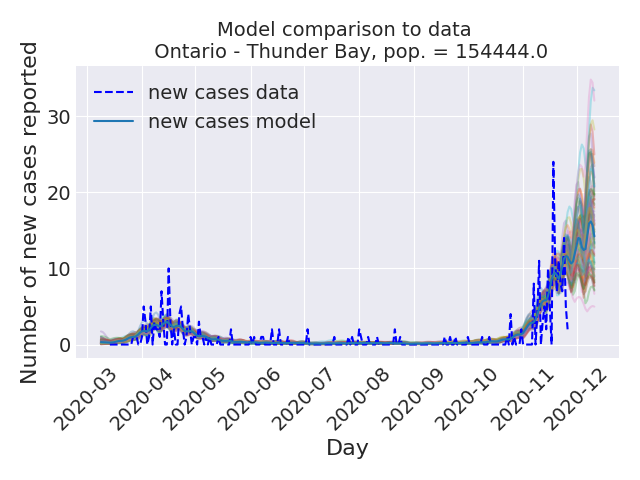 Model comparison to data
Ontario - Thunder Bay, pop. = 154444.0
Number of new cases reported
30
20
10
0
new cases data
new cases model
2020-03
2020-04
2020-05
2020-06
2020-07
2020-08
2020-09
2020-10
2020-11
2020-12
Day